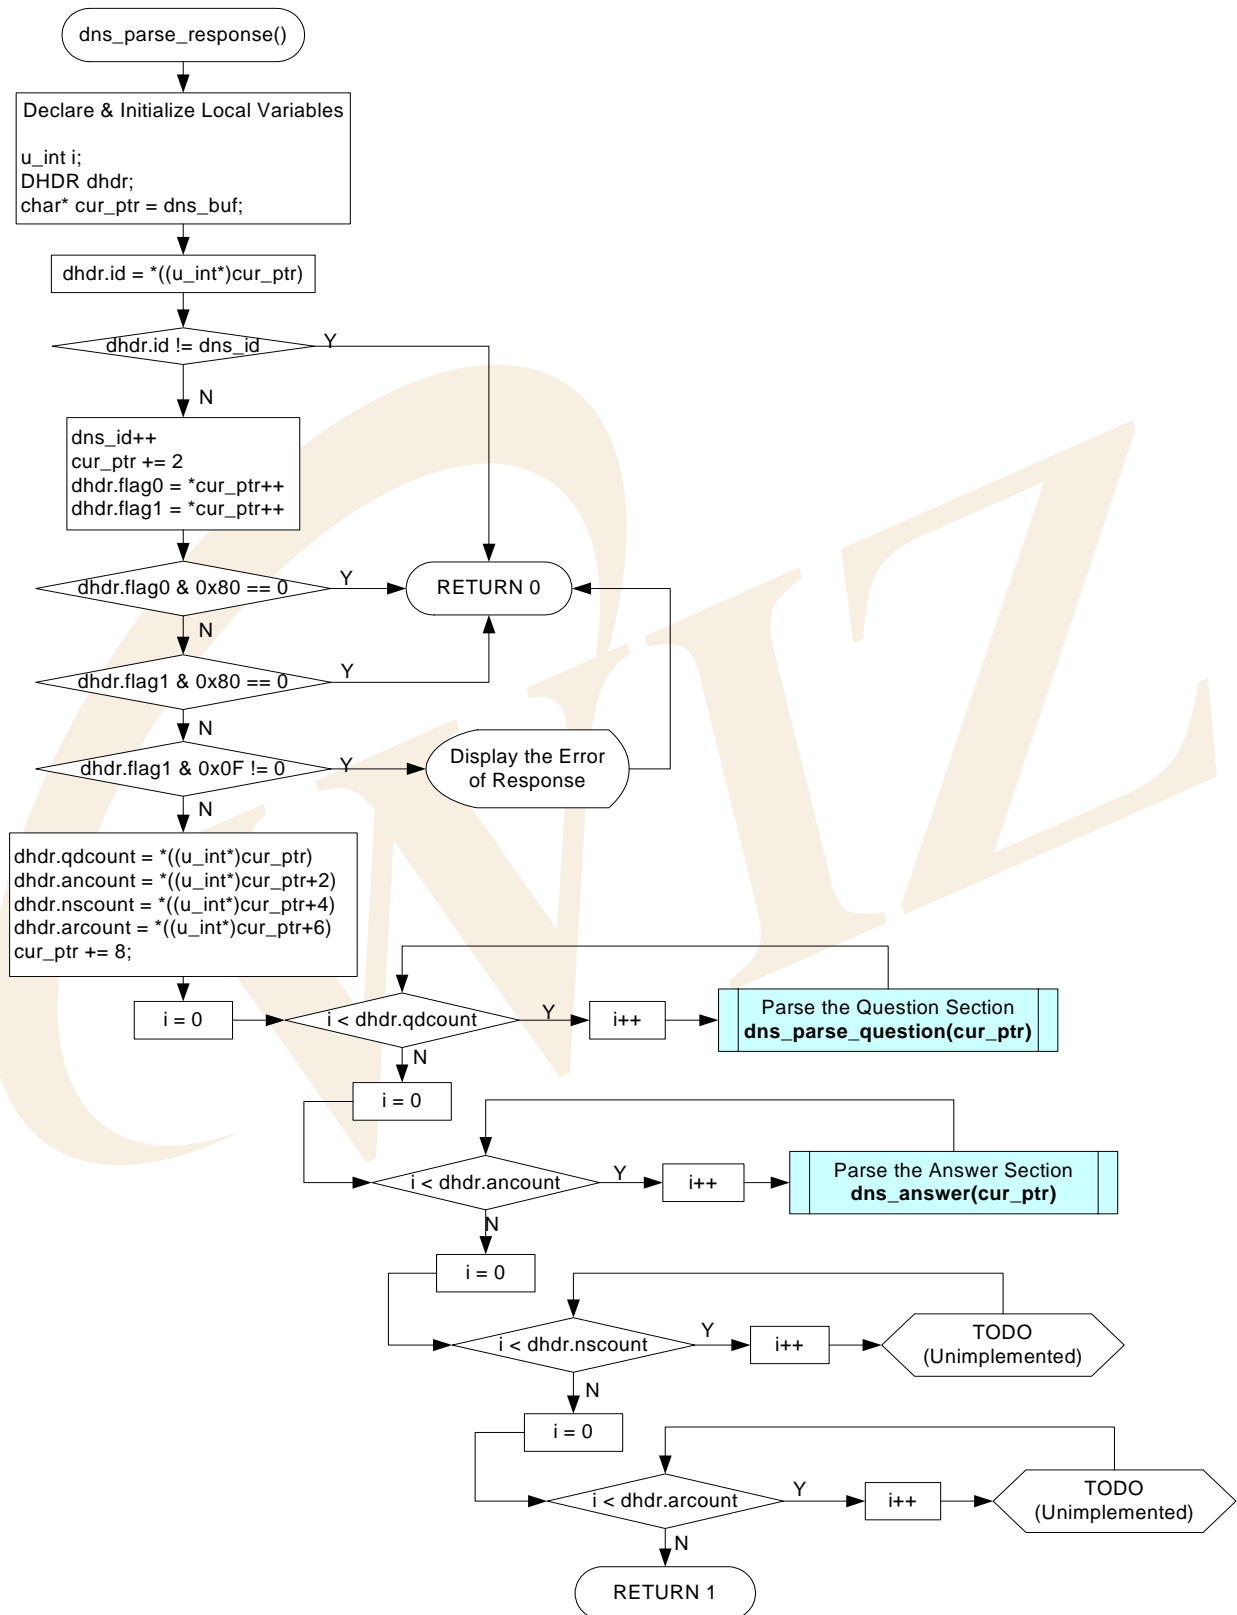 dns_parse_response()
Declare & Initialize Local Variables
u_int i;
DHDR dhdr;
char* cur_ptr = dns_buf;
dhdr.id = *((u_int*)cur_ptr)
dhdr.id != dns_id
Y
N
dns_id++
cur_ptr += 2
dhdr.flag0 = *cur_ptr++
dhdr.flag1 = *cur_ptr++
dhdr.flag0 & 0x80 == 0
Y
RETURN 0
N
dhdr.flag1 & 0x80 == 0
Y
N
dhdr.flag1 & 0x0F != 0
Y
Display the Error
of Response
N
dhdr.qdcount = *((u_int*)cur_ptr)
dhdr.ancount = *((u_int*)cur_ptr+2)
dhdr.nscount = *((u_int*)cur_ptr+4)
dhdr.arcount = *((u_int*)cur_ptr+6)
cur_ptr += 8;
i = 0
i < dhdr.qdcount
Y
i++
Parse the Question Section
dns_parse_question(cur_ptr)
N
i = 0
i < dhdr.ancount
Y
i++
Parse the Answer Section
dns_answer(cur_ptr)
N
i = 0
i < dhdr.nscount
Y
i++
TODO
(Unimplemented)
N
i = 0
i < dhdr.arcount
Y
i++
TODO
(Unimplemented)
N
RETURN 1
WIZ